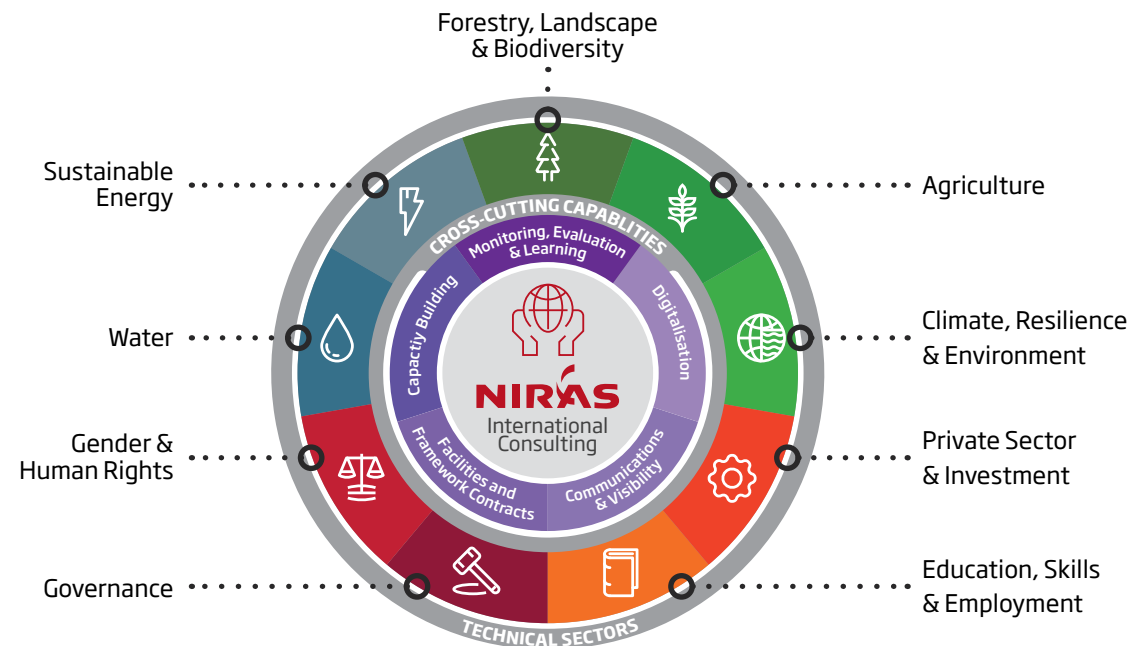 Forestry, Landscape
& Biodiversity
Sustainable
Energy
Agriculture
CROSS-CUTTING CAPABLITIES
Monitoring, Evaluation
& Learning
Capactiy Building
Digitalisation
Water
Climate, Resilience
& Environment
NIRAS
International
Consulting
Gender &
Human Rights
Private Sector
& Investment
Facilities and
Framework Contracts
Communications
& Visibility
Governance
Education, Skills
& Employment
TECHNICAL SECTORS